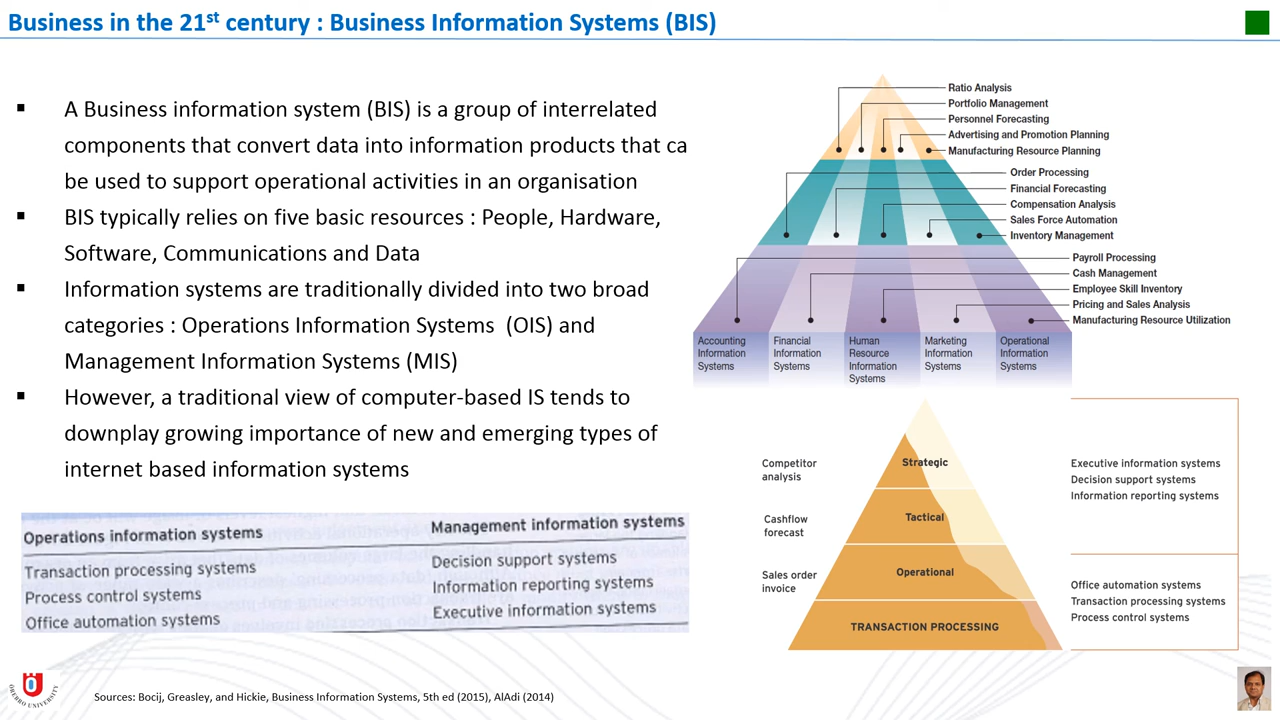 Business in the 21st century : Business Information Systems (BIS)
▪ A Business information system (BIS) is a group of interrelated
components that convert data into information products that ca
be used to support operational activities in an organisation
▪ BIS typically relies on five basic resources : People, Hardware,
Software, Communications and Data
▪ Information systems are traditionally divided into two broad
categories : Operations Information Systems (OIS) and
Management Information Systems (MIS)
▪ However, a traditional view of computer-based IS tends to
downplay growing importance of new and emerging types of
internet based information systems
Operations information systems
Transaction processing systems
Process control systems
Office automation systems
Management information systems
Decision support systems
Information reporting systems
Executive information systems
Ratio Analysis
Portfolio Management
Personnel Forecasting
Advertising and Promotion Planning
Manufacturing Resource Planning
Order Processing
Financial Forecasting
Compensation Analysis
Sales Force Automation
Inventory Management
Payroll Processing
Cash Management
Employee Skill Inventory
Pricing and Sales Analysis
Manufacturing Resource Utilization
Accounting
Information
Systems
Financial
Information
Systems
Human
Resource
Information
Systems
Marketing
Information
Systems
Operational
Information
Systems
Competitor
analysis
Cashflow
forecast
Sales order
invoice
Strategic
Tactical
Operational
TRANSACTION PROCESSING
Executive information systems
Decision support systems
Information reporting systems
Office automation systems
Transaction processing systems
Process control systems
ÖREBRO UNIVERSITY
Sources: Bocij, Greasley, and Hickie, Business Information Systems, 5th ed (2015), AlAdi (2014)